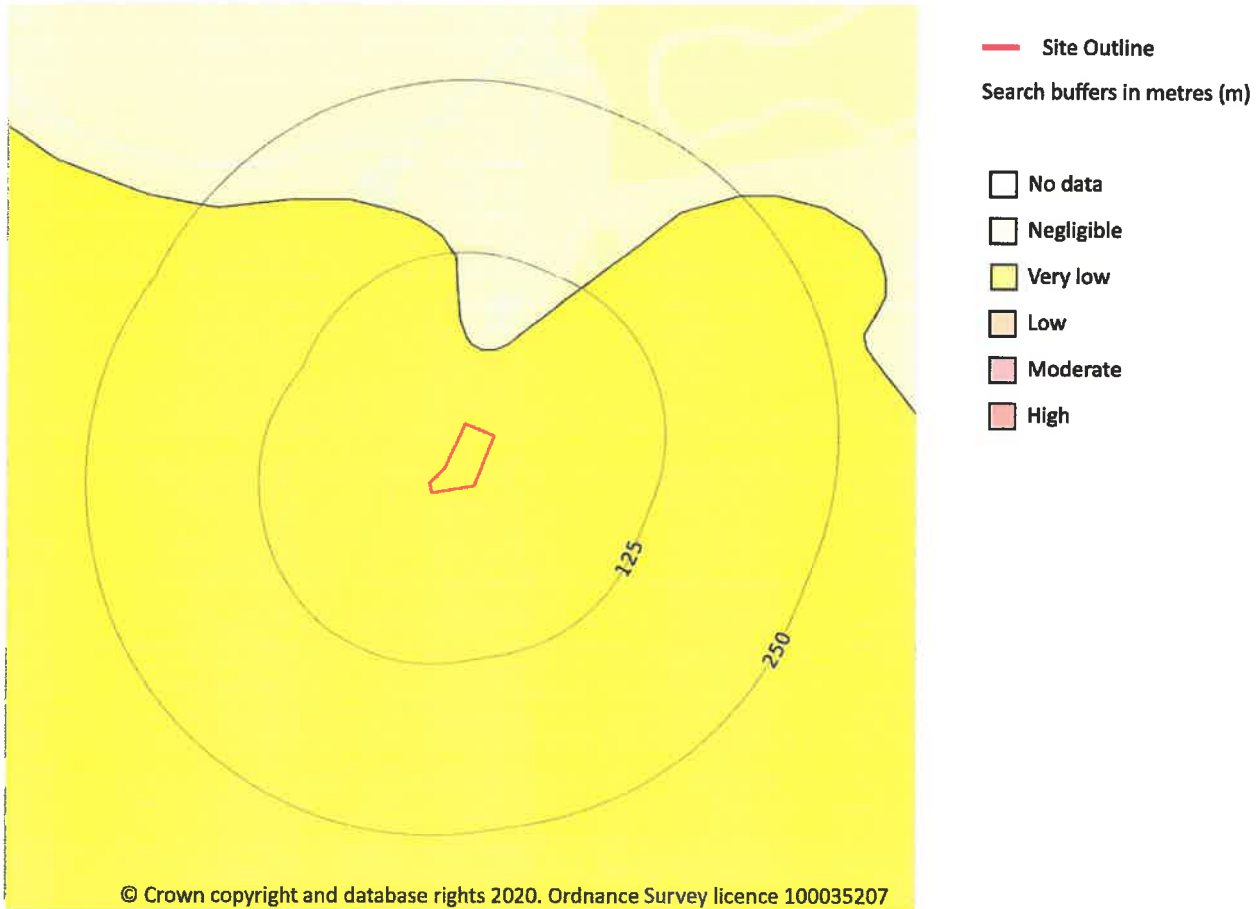 Site Outline
Search buffers in metres (m)
No data
Negligible
Very low
Low
Moderate
High
125
250
© Crown copyright and database rights 2020. Ordnance Survey licence 100035207